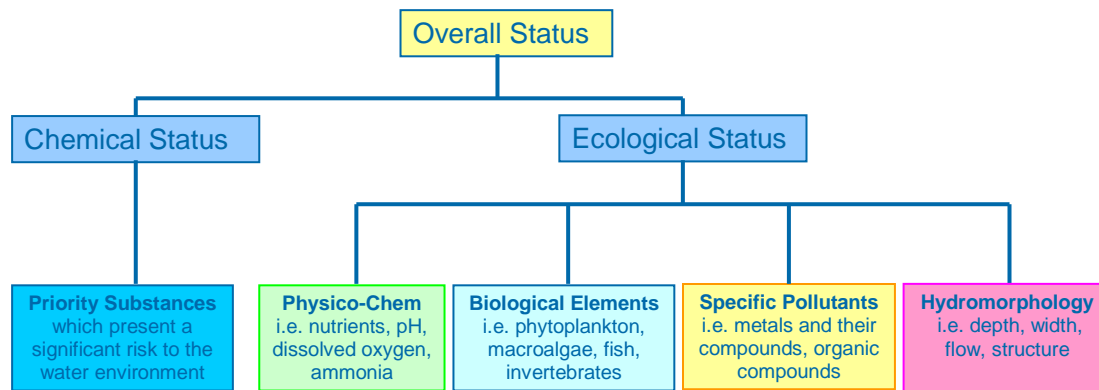 Overall Status
Chemical Status
Ecological Status
Priority Substances
which present a
significant risk to the
water environment
Physico-Chem
i.e. nutrients, pH,
dissolved oxygen,
ammonia
Biological Elements
i.e. phytoplankton,
macroalgae, fish,
invertebrates
Specific Pollutants
i.e. metals and their
compounds, organic
compounds
Hydromorphology
i.e. depth, width,
flow, structure